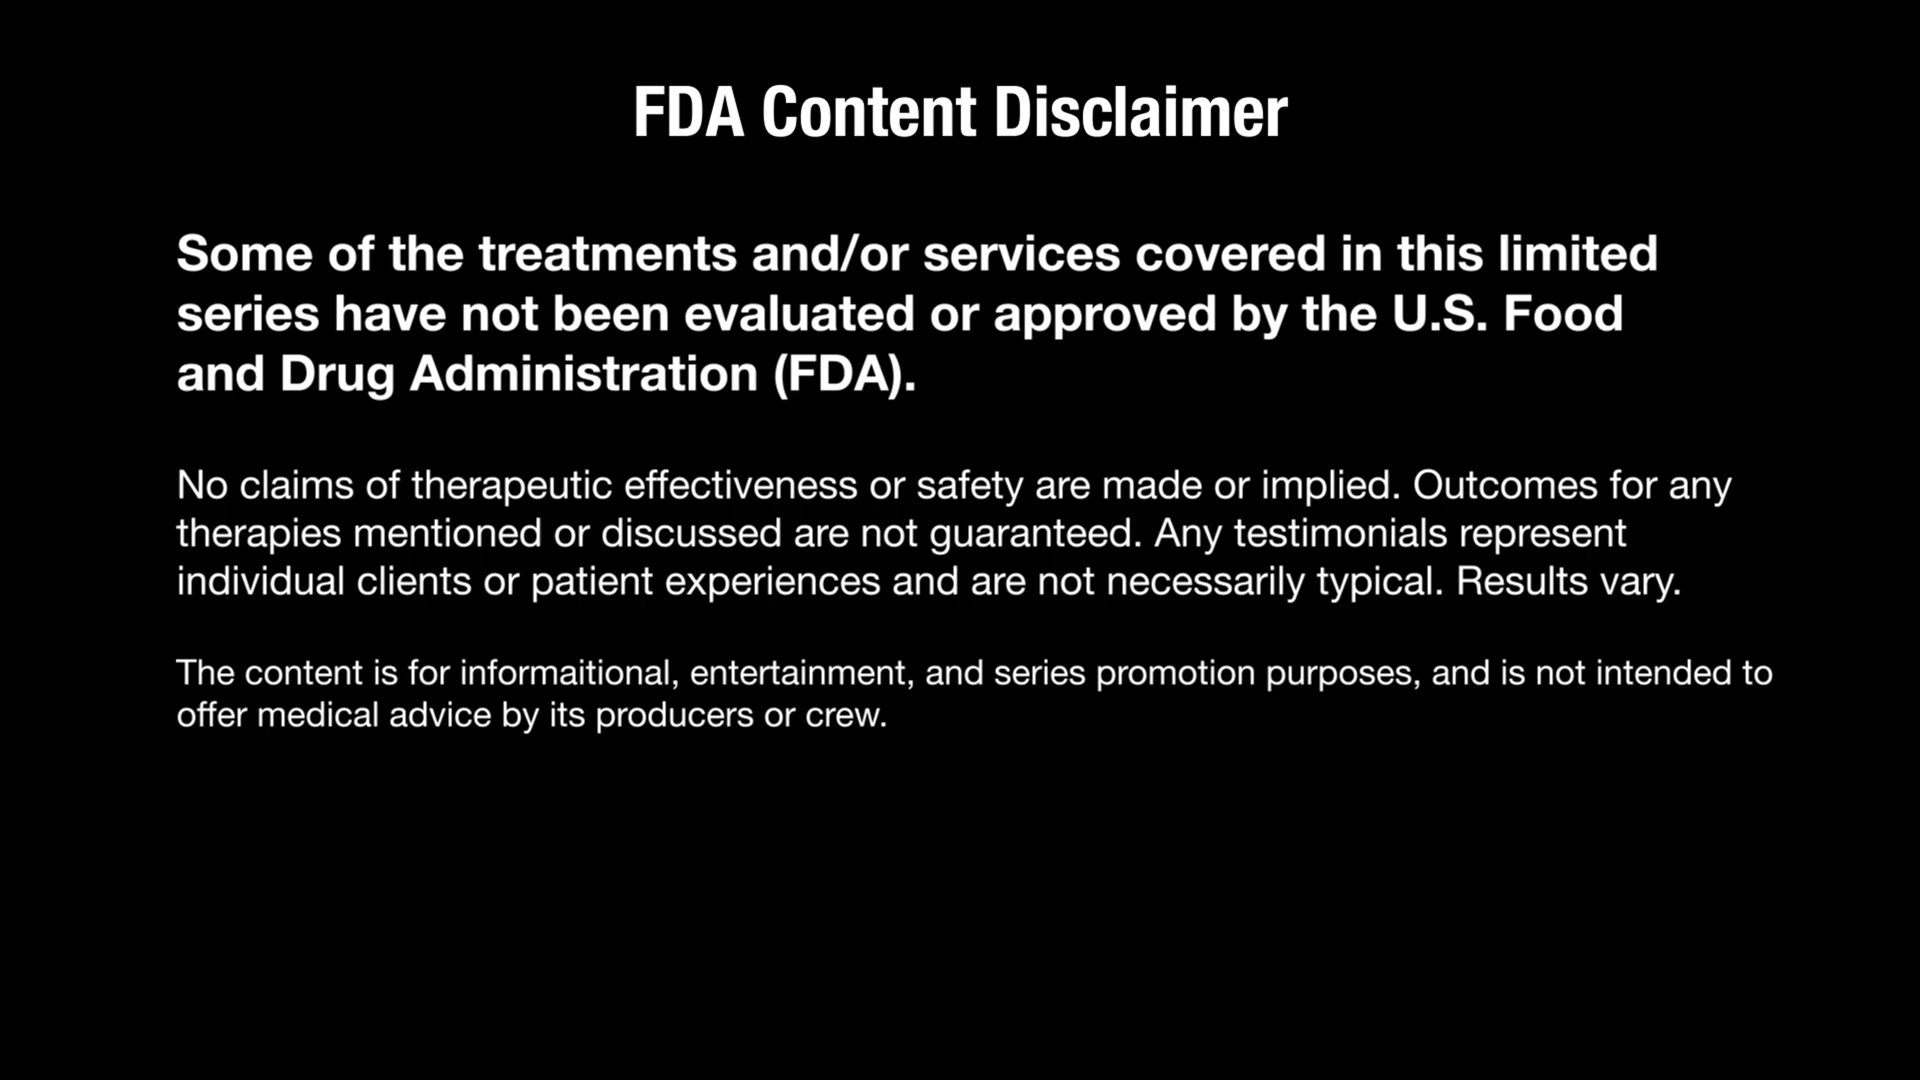 FDA Content Disclaimer
Some of the treatments and/or services covered in this limited
series have not been evaluated or approved by the U.S. Food
and Drug Administration (FDA).
No claims of therapeutic effectiveness or safety are made or implied. Outcomes for any
therapies mentioned or discussed are not guaranteed. Any testimonials represent
individual clients or patient experiences and are not necessarily typical. Results vary.
The content is for informaitional, entertainment, and series promotion purposes, and is not intended to
offer medical advice by its producers or crew.